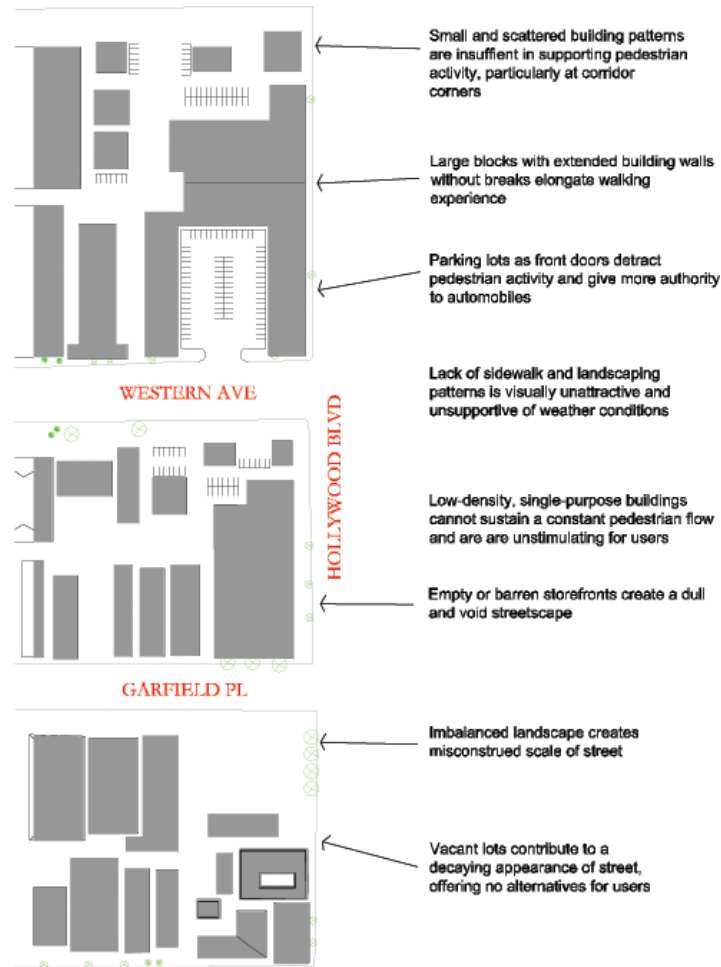 Small and scattered building patterns
are insuffient in supporting pedestrian
activity, particularly at corridor
corners
Large blocks with extended building walls
without breaks elongate walking
experience
Parking lots as front doors detract
pedestrian activity and give more authority
to automoblies
WESTERN AVE
Lack of sidewalk and landscaping
patterns is visually unattractive and
unsupportive of weather conditions
HOLLYWOOD BLVD
Low-density, single-purpose buildings
cannot sustain a constant pedestrian flow
and are are unstimulating for users
Empty or barren storefronts create a dull
and void streetscape
GARFIELD PL
Imbalanced landscape creates
misconstrued scale of street
Vacant lots contribute to a
decaying appearance of street,
offering no alternatives for users